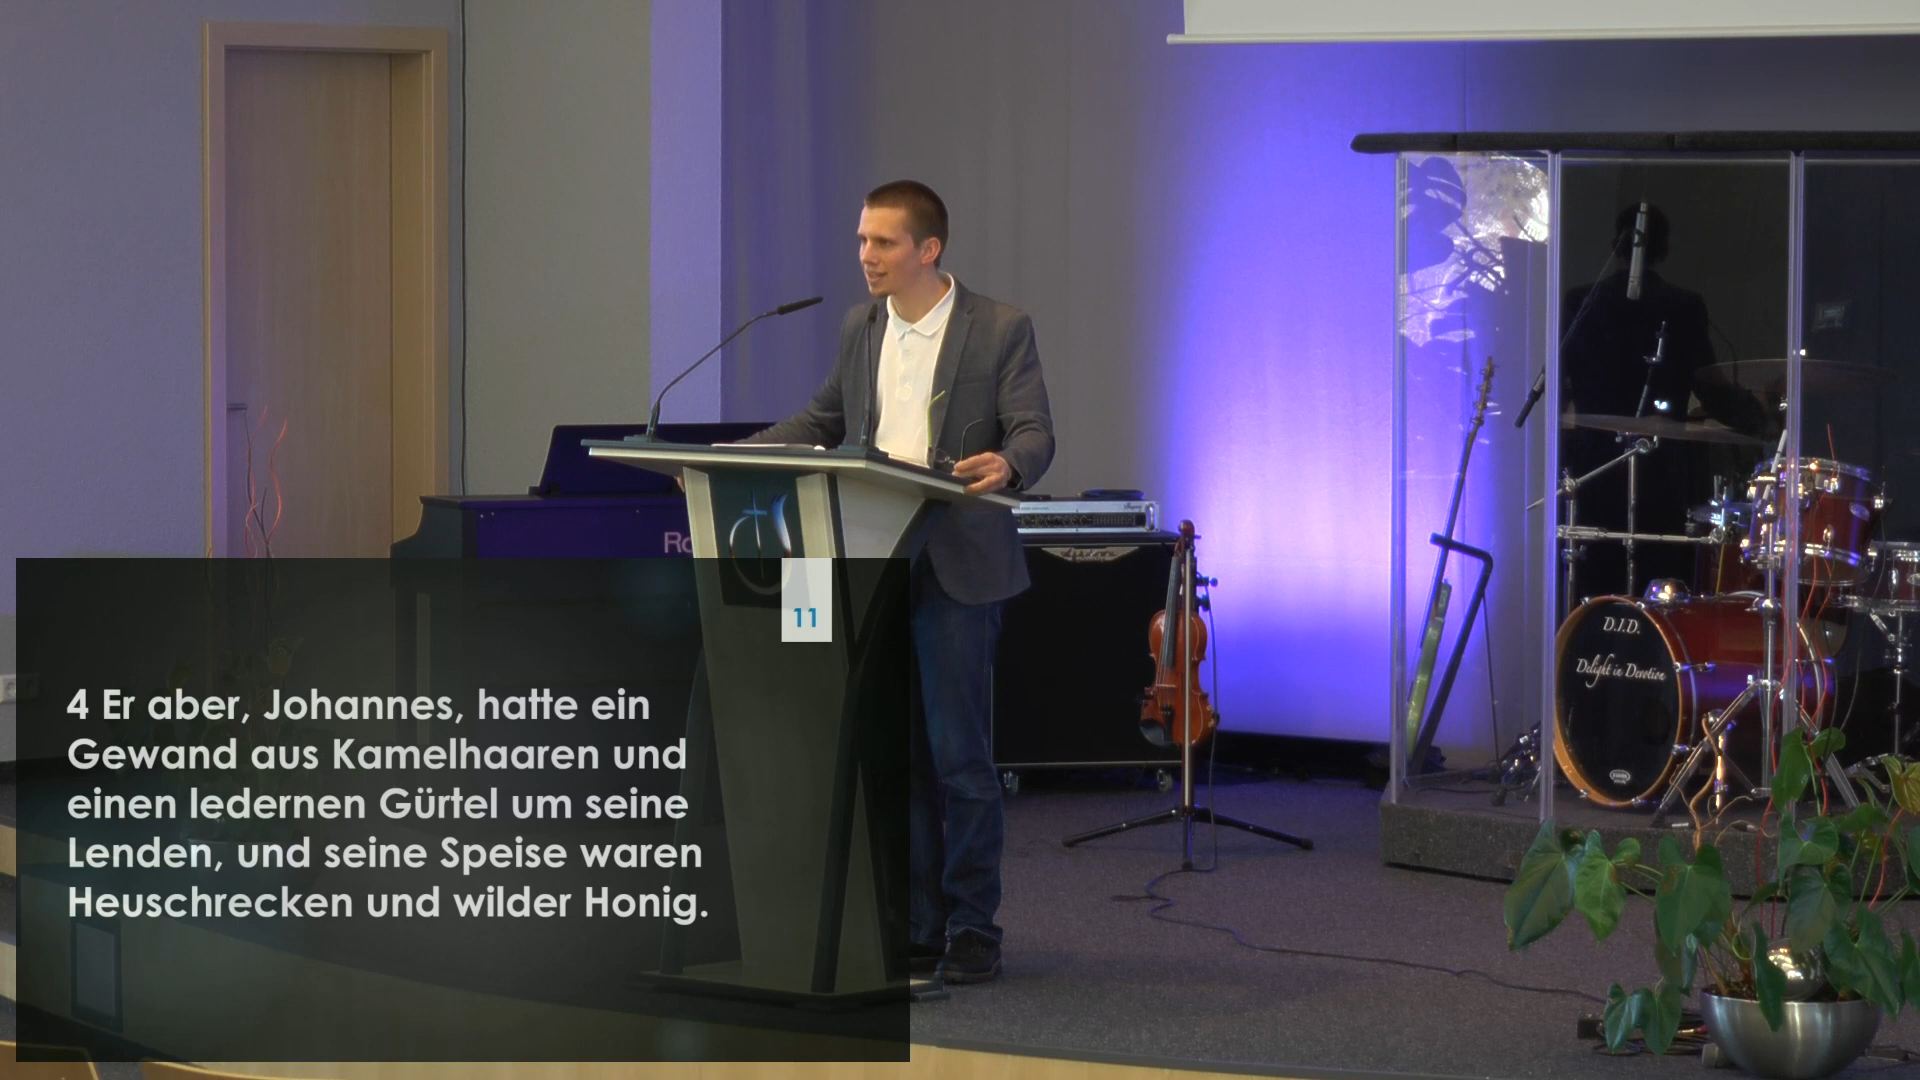 Ro
11
4 Er aber, Johannes, hatte ein
Gewand aus Kamelhaaren und
einen ledernen Gürtel um seine
Lenden, und seine Speise waren
Heuschrecken und wilder Honig.
D.I.D.
Delight in Devotion